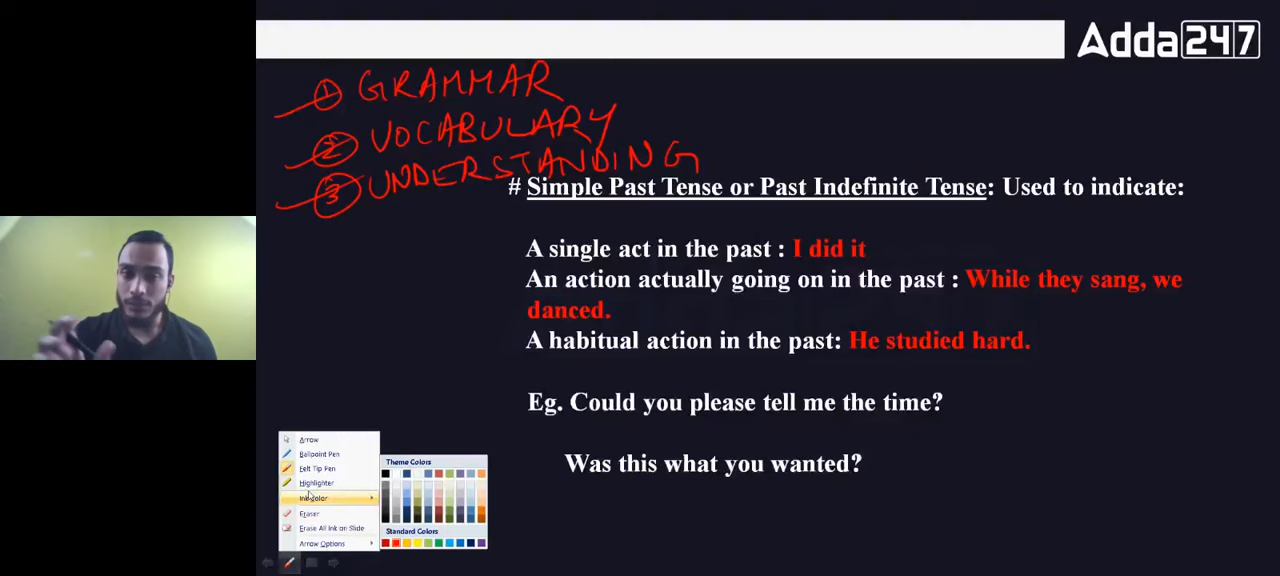 Adda247
① GRAMMAR
② VOCABULARY
③ UNDERSTANDING
# Simple Past Tense or Past Indefinite Tense: Used to indicate:
A single act in the past : I did it
An action actually going on in the past : While they sang, we
danced.
A habitual action in the past: He studied hard.
Eg. Could you please tell me the time?
Was this what you wanted?
Arrow
Ballpoint Pen
Felt Tip Pen
Highlighter
Ink Color
Eraser
Erase All Ink on Slide
Arrow Options
Theme Colors
Standard Colors